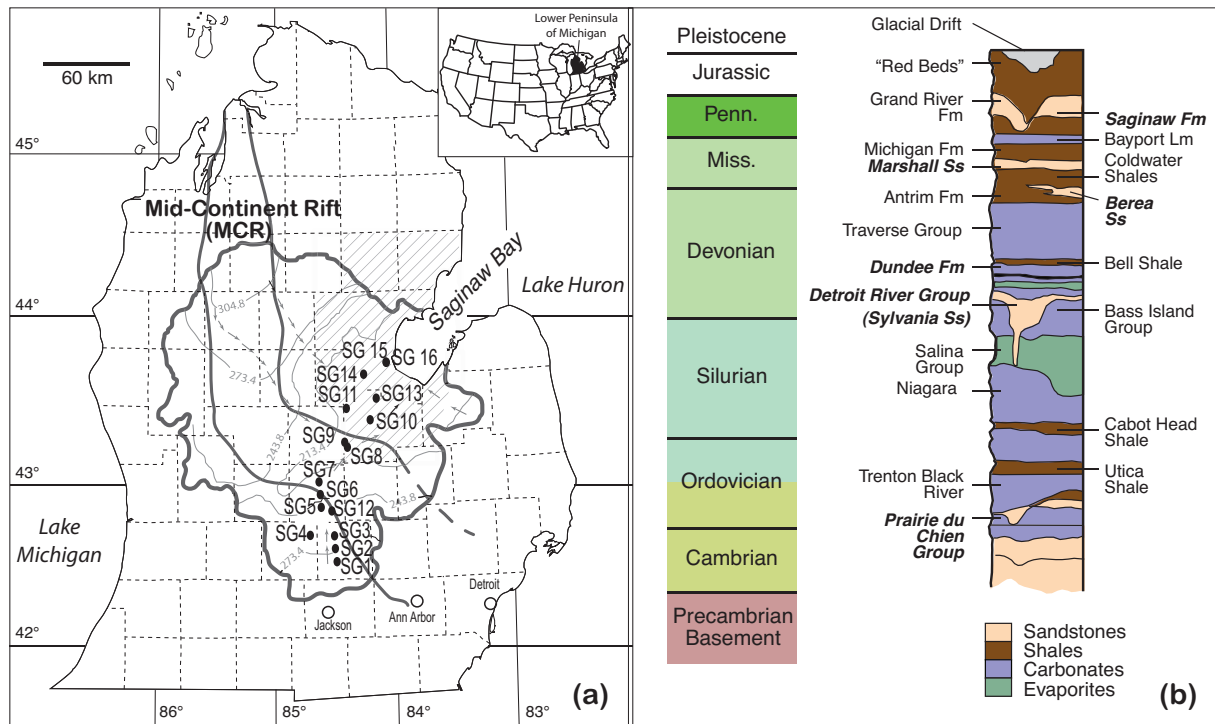 Lower Peninsula
of Michigan
60 km
45°
44°
43°
42°
86°
85°
84°
83°
Mid-Continent Rift
(MCR)
Saginaw Bay
Lake Huron
Lake
Michigan
304.8
273.4
243.8
213.4
243.8
273.4
SG 15
SG 16
SG14
SG11
SG13
SG10
SG9
SG8
SG7
SG6
SG5
SG12
SG4
SG3
SG2
SG1
Jackson
Ann Arbor
Detroit
(a)
Pleistocene
Jurassic
Penn.
Miss.
Devonian
Silurian
Ordovician
Cambrian
Precambrian
Basement
Glacial Drift
“Red Beds”
Grand River
Fm
Saginaw Fm
Bayport Lm
Michigan Fm
Marshall Ss
Coldwater
Shales
Antrim Fm
Berea
Ss
Traverse Group
Dundee Fm
Bell Shale
Detroit River Group
(Sylvania Ss)
Bass Island
Group
Salina
Group
Niagara
Cabot Head
Shale
Trenton Black
River
Utica
Shale
Prairie du
Chien
Group
Sandstones
Shales
Carbonates
Evaporites
(b)